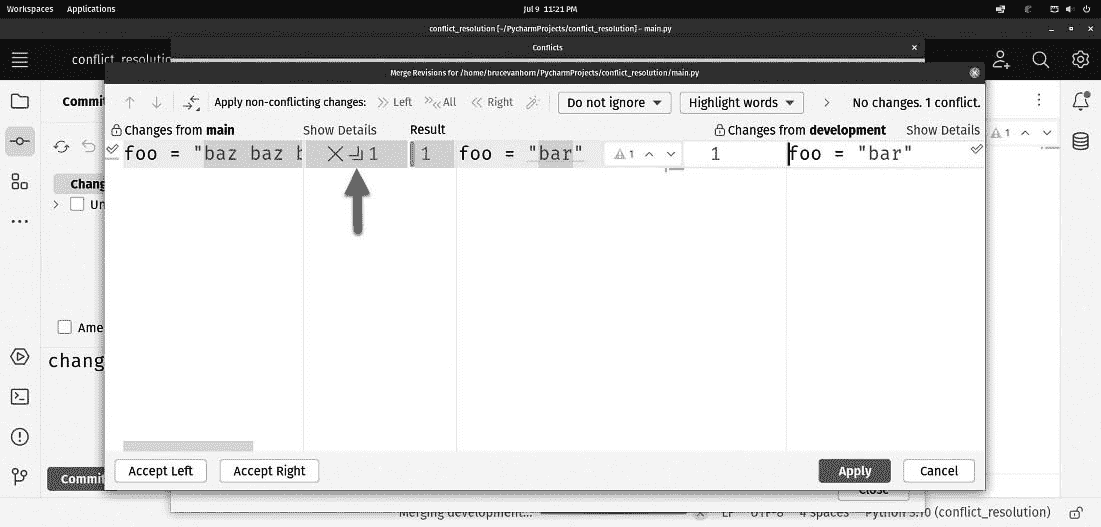 Workspaces Applications Jul 9 11:21 PM
conflict_resolution [~/PycharmProjects/conflict_resolution] – main.py
Conflicts
conflict_resolutio
Merge Revisions for /home/brucevanhorn/PycharmProjects/conflict_resolution/main.py
Commit
Apply non-conflicting changes: Left All Right Do not ignore Highlight words No changes. 1 conflict.
Changes from main Show Details Result Changes from development Show Details
foo = "baz baz b 1 1 foo = "bar" 1 1 foo = "bar" 1
Chang
Un
Ame
chang
Accept Left Accept Right Apply Cancel
Commi
Close
Merging development... LF UTF-8 4 spaces Python 3.10 (conflict_resolution)